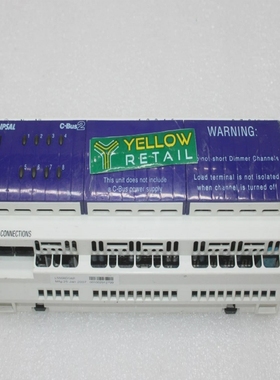 IPSAL
C-Bus2
YELLOW
RETAIL
This unit does not include
a C-Bus power supply
WARNING:
not short Dimmer Channels
Load terminal is not isolated
when channel is turned off
CONNECTIONS